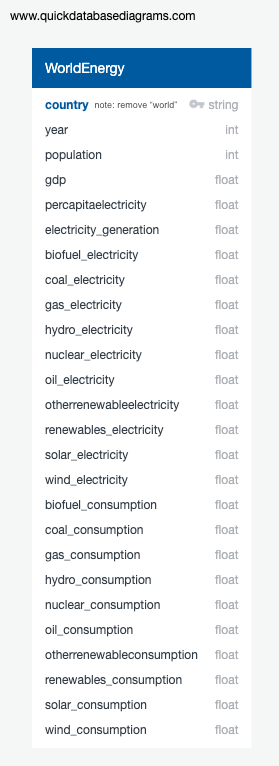 www.quickdatabasediagrams.com
WorldEnergy
country note: remove "world" string
year int
population int
gdp float
percapitaelectricity float
electricity_generation float
biofuel_electricity float
coal_electricity float
gas_electricity float
hydro_electricity float
nuclear_electricity float
oil_electricity float
otherrenewableelectricity float
renewables_electricity float
solar_electricity float
wind_electricity float
biofuel_consumption float
coal_consumption float
gas_consumption float
hydro_consumption float
nuclear_consumption float
oil_consumption float
otherrenewableconsumption float
renewables_consumption float
solar_consumption float
wind_consumption float